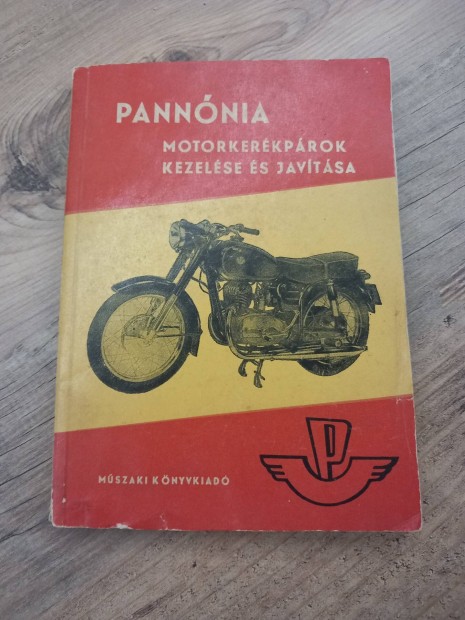 PANNÓNIA
MOTORKERÉKPÁROK
KEZELÉSE ÉS JAVÍTÁSA
P
MŰSZAKI KÖNYVKIADÓ